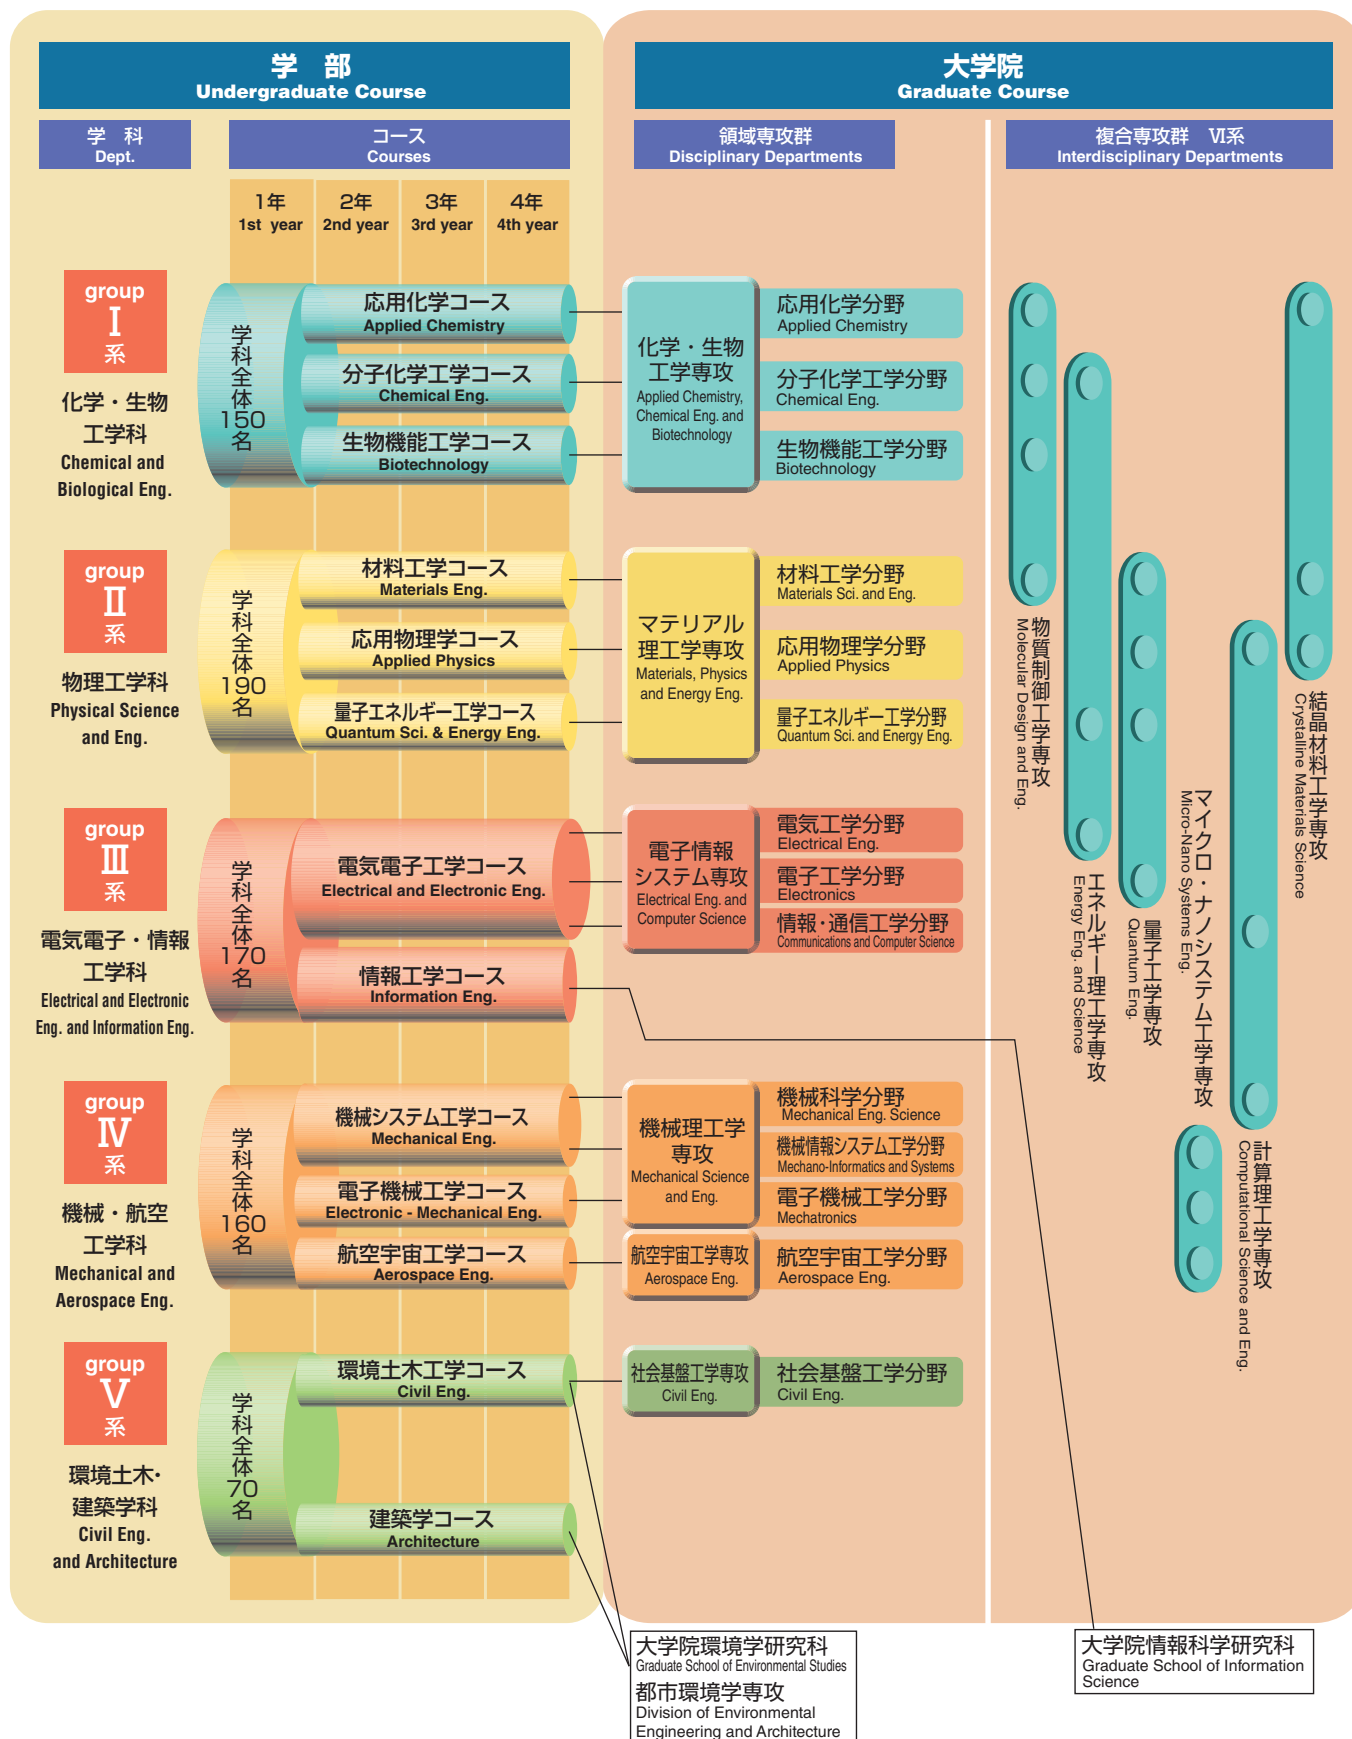 学　部
Undergraduate Course
大学院
Graduate Course
学　科
Dept.
コース
Courses
領域専攻群
Disciplinary Departments
複合専攻群　Ⅵ系
Interdisciplinary Departments
1年
1st year
2年
2nd year
3年
3rd year
4年
4th year
group
Ⅰ
系
化学・生物
工学科
Chemical and
Biological Eng.
学科全体150名
応用化学コース
Applied Chemistry
分子化学工学コース
Chemical Eng.
生物機能工学コース
Biotechnology
化学・生物
工学専攻
Applied Chemistry,
Chemical Eng. and
Biotechnology
応用化学分野
Applied Chemistry
分子化学工学分野
Chemical Eng.
生物機能工学分野
Biotechnology
group
Ⅱ
系
物理工学科
Physical Science
and Eng.
学科全体190名
材料工学コース
Materials Eng.
応用物理学コース
Applied Physics
量子エネルギー工学コース
Quantum Sci. & Energy Eng.
マテリアル
理工学専攻
Materials, Physics
and Energy Eng.
材料工学分野
Materials Sci. and Eng.
応用物理学分野
Applied Physics
量子エネルギー工学分野
Quantum Sci. and Energy Eng.
group
Ⅲ
系
電気電子・情報
工学科
Electrical and Electronic
Eng. and Information Eng.
学科全体170名
電気電子工学コース
Electrical and Electronic Eng.
情報工学コース
Information Eng.
電子情報
システム専攻
Electrical Eng. and
Computer Science
電気工学分野
Electrical Eng.
電子工学分野
Electronics
情報・通信工学分野
Communications and Computer Science
group
Ⅳ
系
機械・航空
工学科
Mechanical and
Aerospace Eng.
学科全体160名
機械システム工学コース
Mechanical Eng.
電子機械工学コース
Electronic - Mechanical Eng.
航空宇宙工学コース
Aerospace Eng.
機械理工学
専攻
Mechanical Science
and Eng.
航空宇宙工学専攻
Aerospace Eng.
機械科学分野
Mechanical Eng. Science
機械情報システム工学分野
Mechano-Informatics and Systems
電子機械工学分野
Mechatronics
航空宇宙工学分野
Aerospace Eng.
group
Ⅴ
系
環境土木・
建築学科
Civil Eng.
and Architecture
学科全体70名
環境土木工学コース
Civil Eng.
建築学コース
Architecture
社会基盤工学専攻
Civil Eng.
社会基盤工学分野
Civil Eng.
物質制御工学専攻
Molecular Design and Eng.
エネルギー理工学専攻
Energy Eng. and Science
量子工学専攻
Quantum Eng.
マイクロ・ナノシステム工学専攻
Micro-Nano Systems Eng.
計算理工学専攻
Computational Science and Eng.
結晶材料工学専攻
Crystalline Materials Science
大学院環境学研究科
Graduate School of Environmental Studies
都市環境学専攻
Division of Environmental
Engineering and Architecture
大学院情報科学研究科
Graduate School of Information
Science